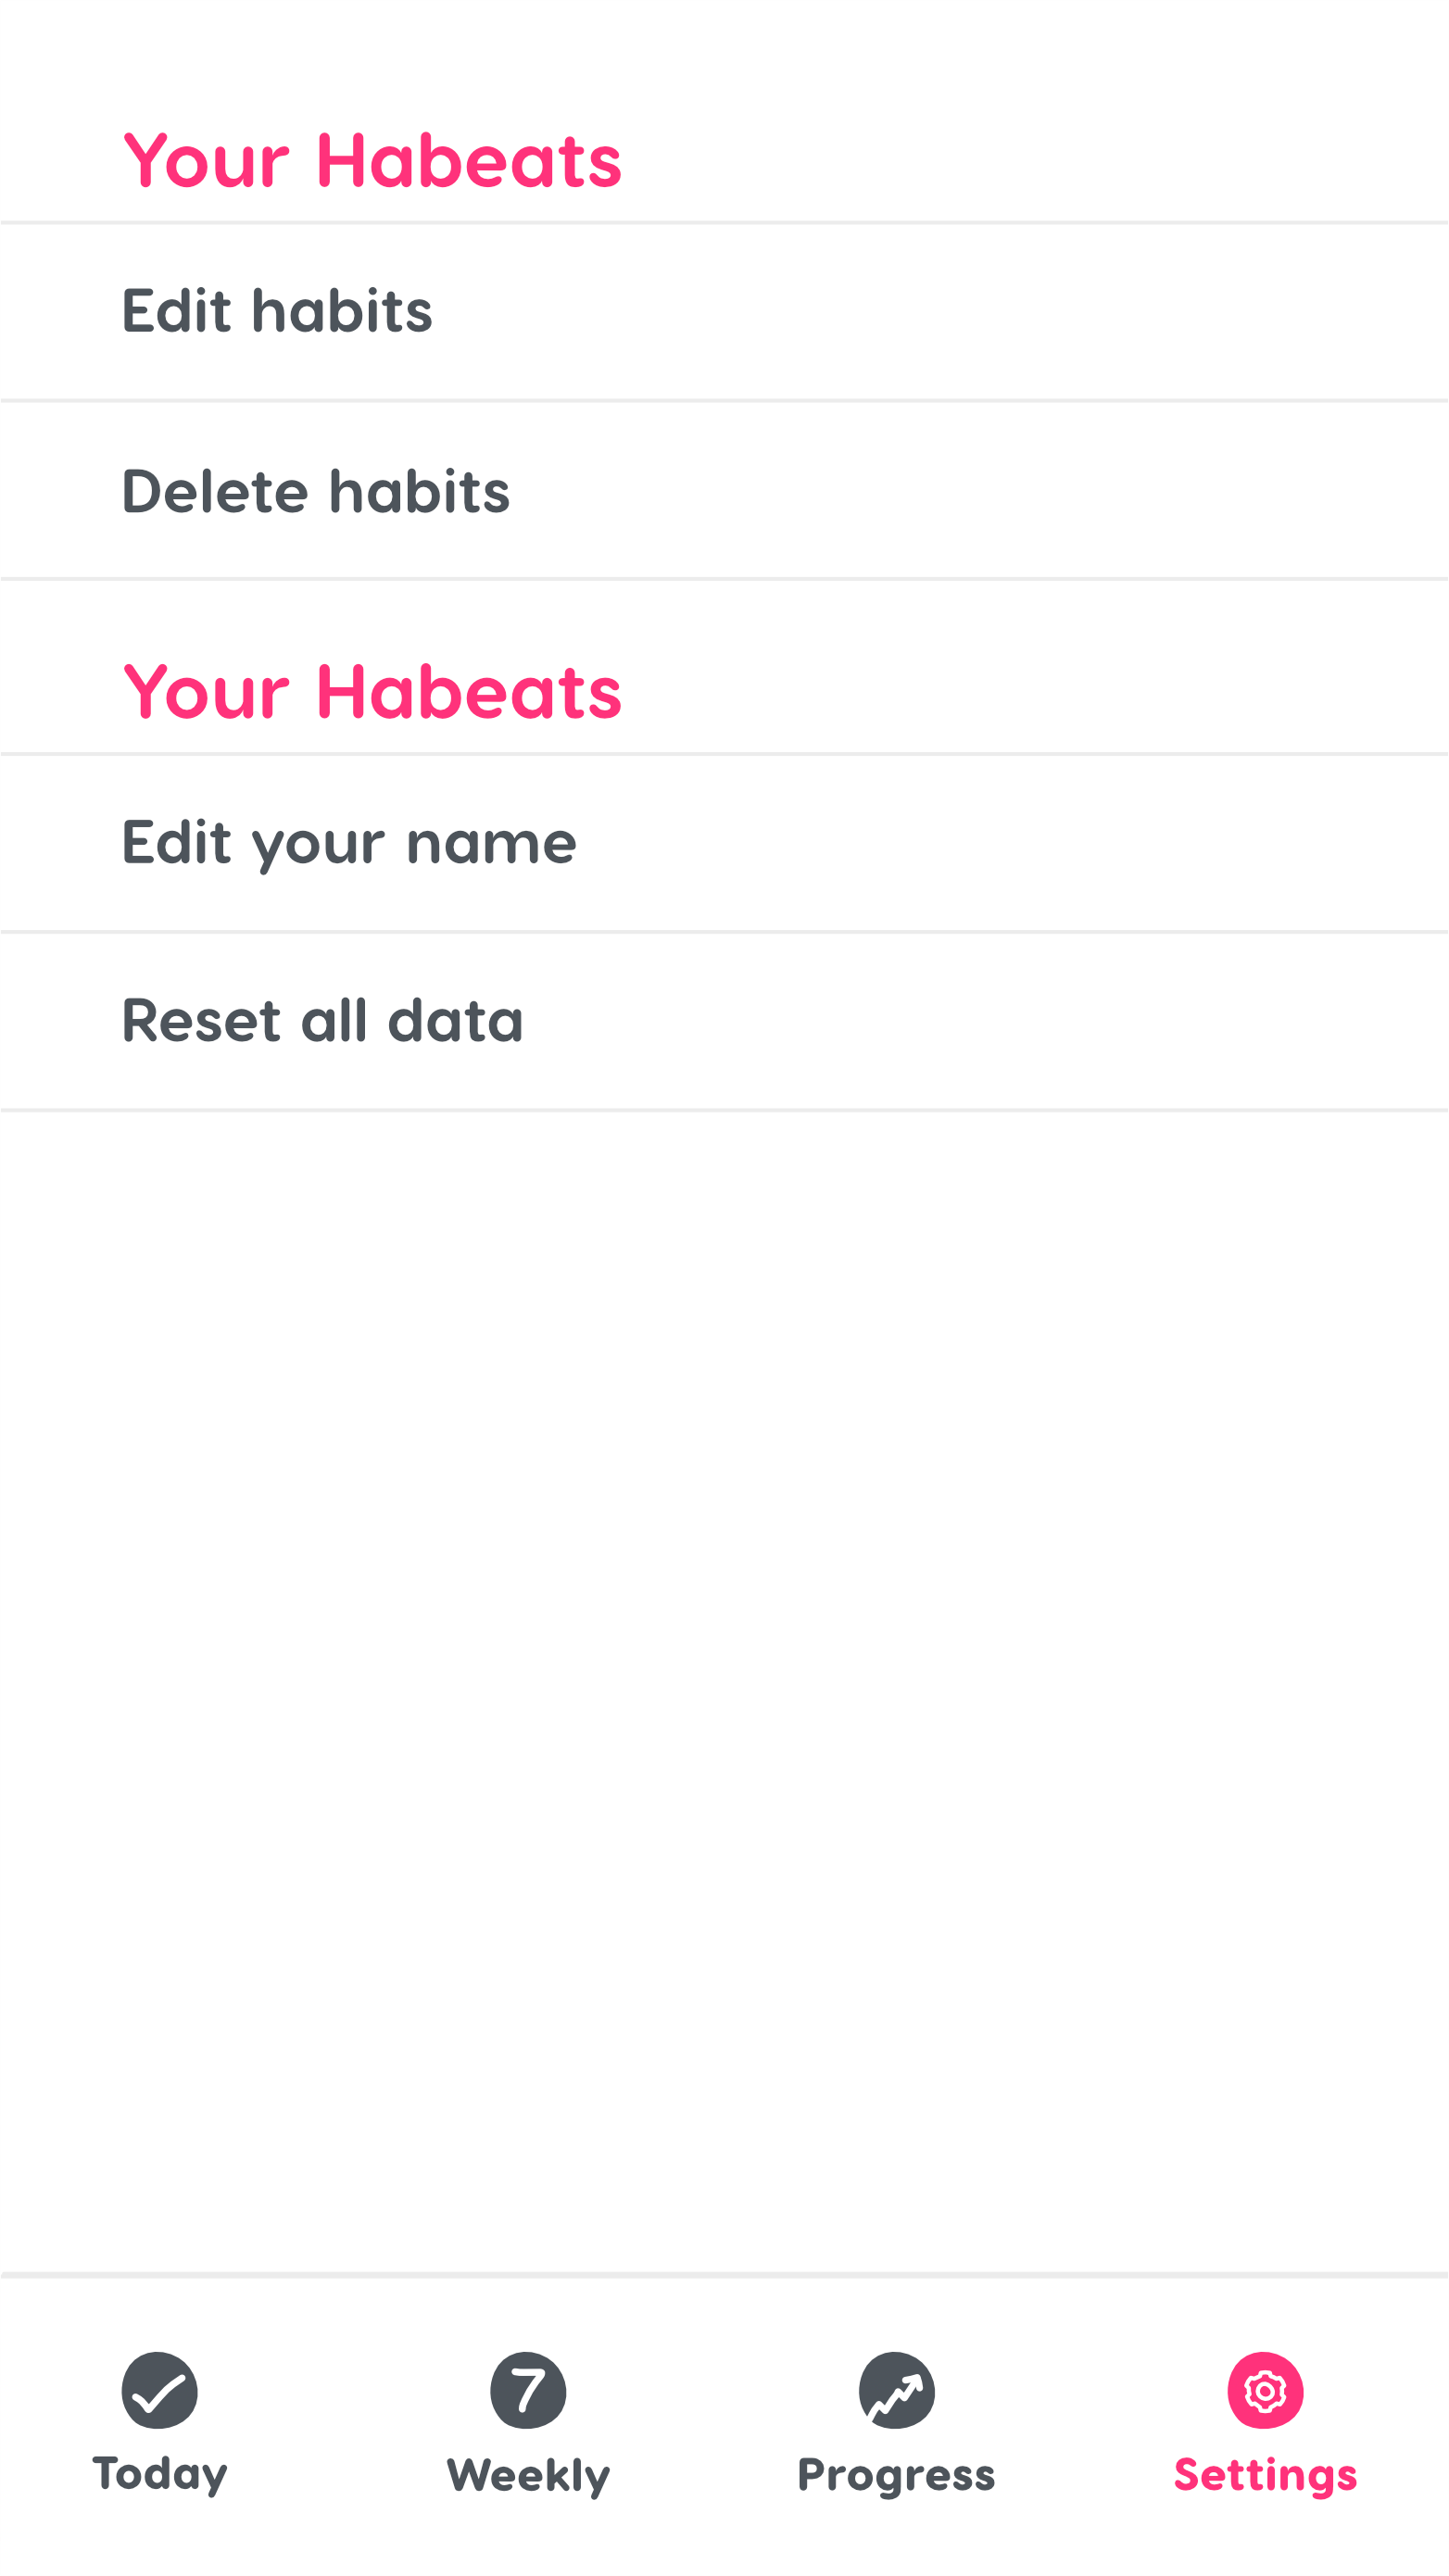 Your Habeats
Edit habits
Delete habits
Your Habeats
Edit your name
Reset all data
7
Today
Weekly
Progress
Settings